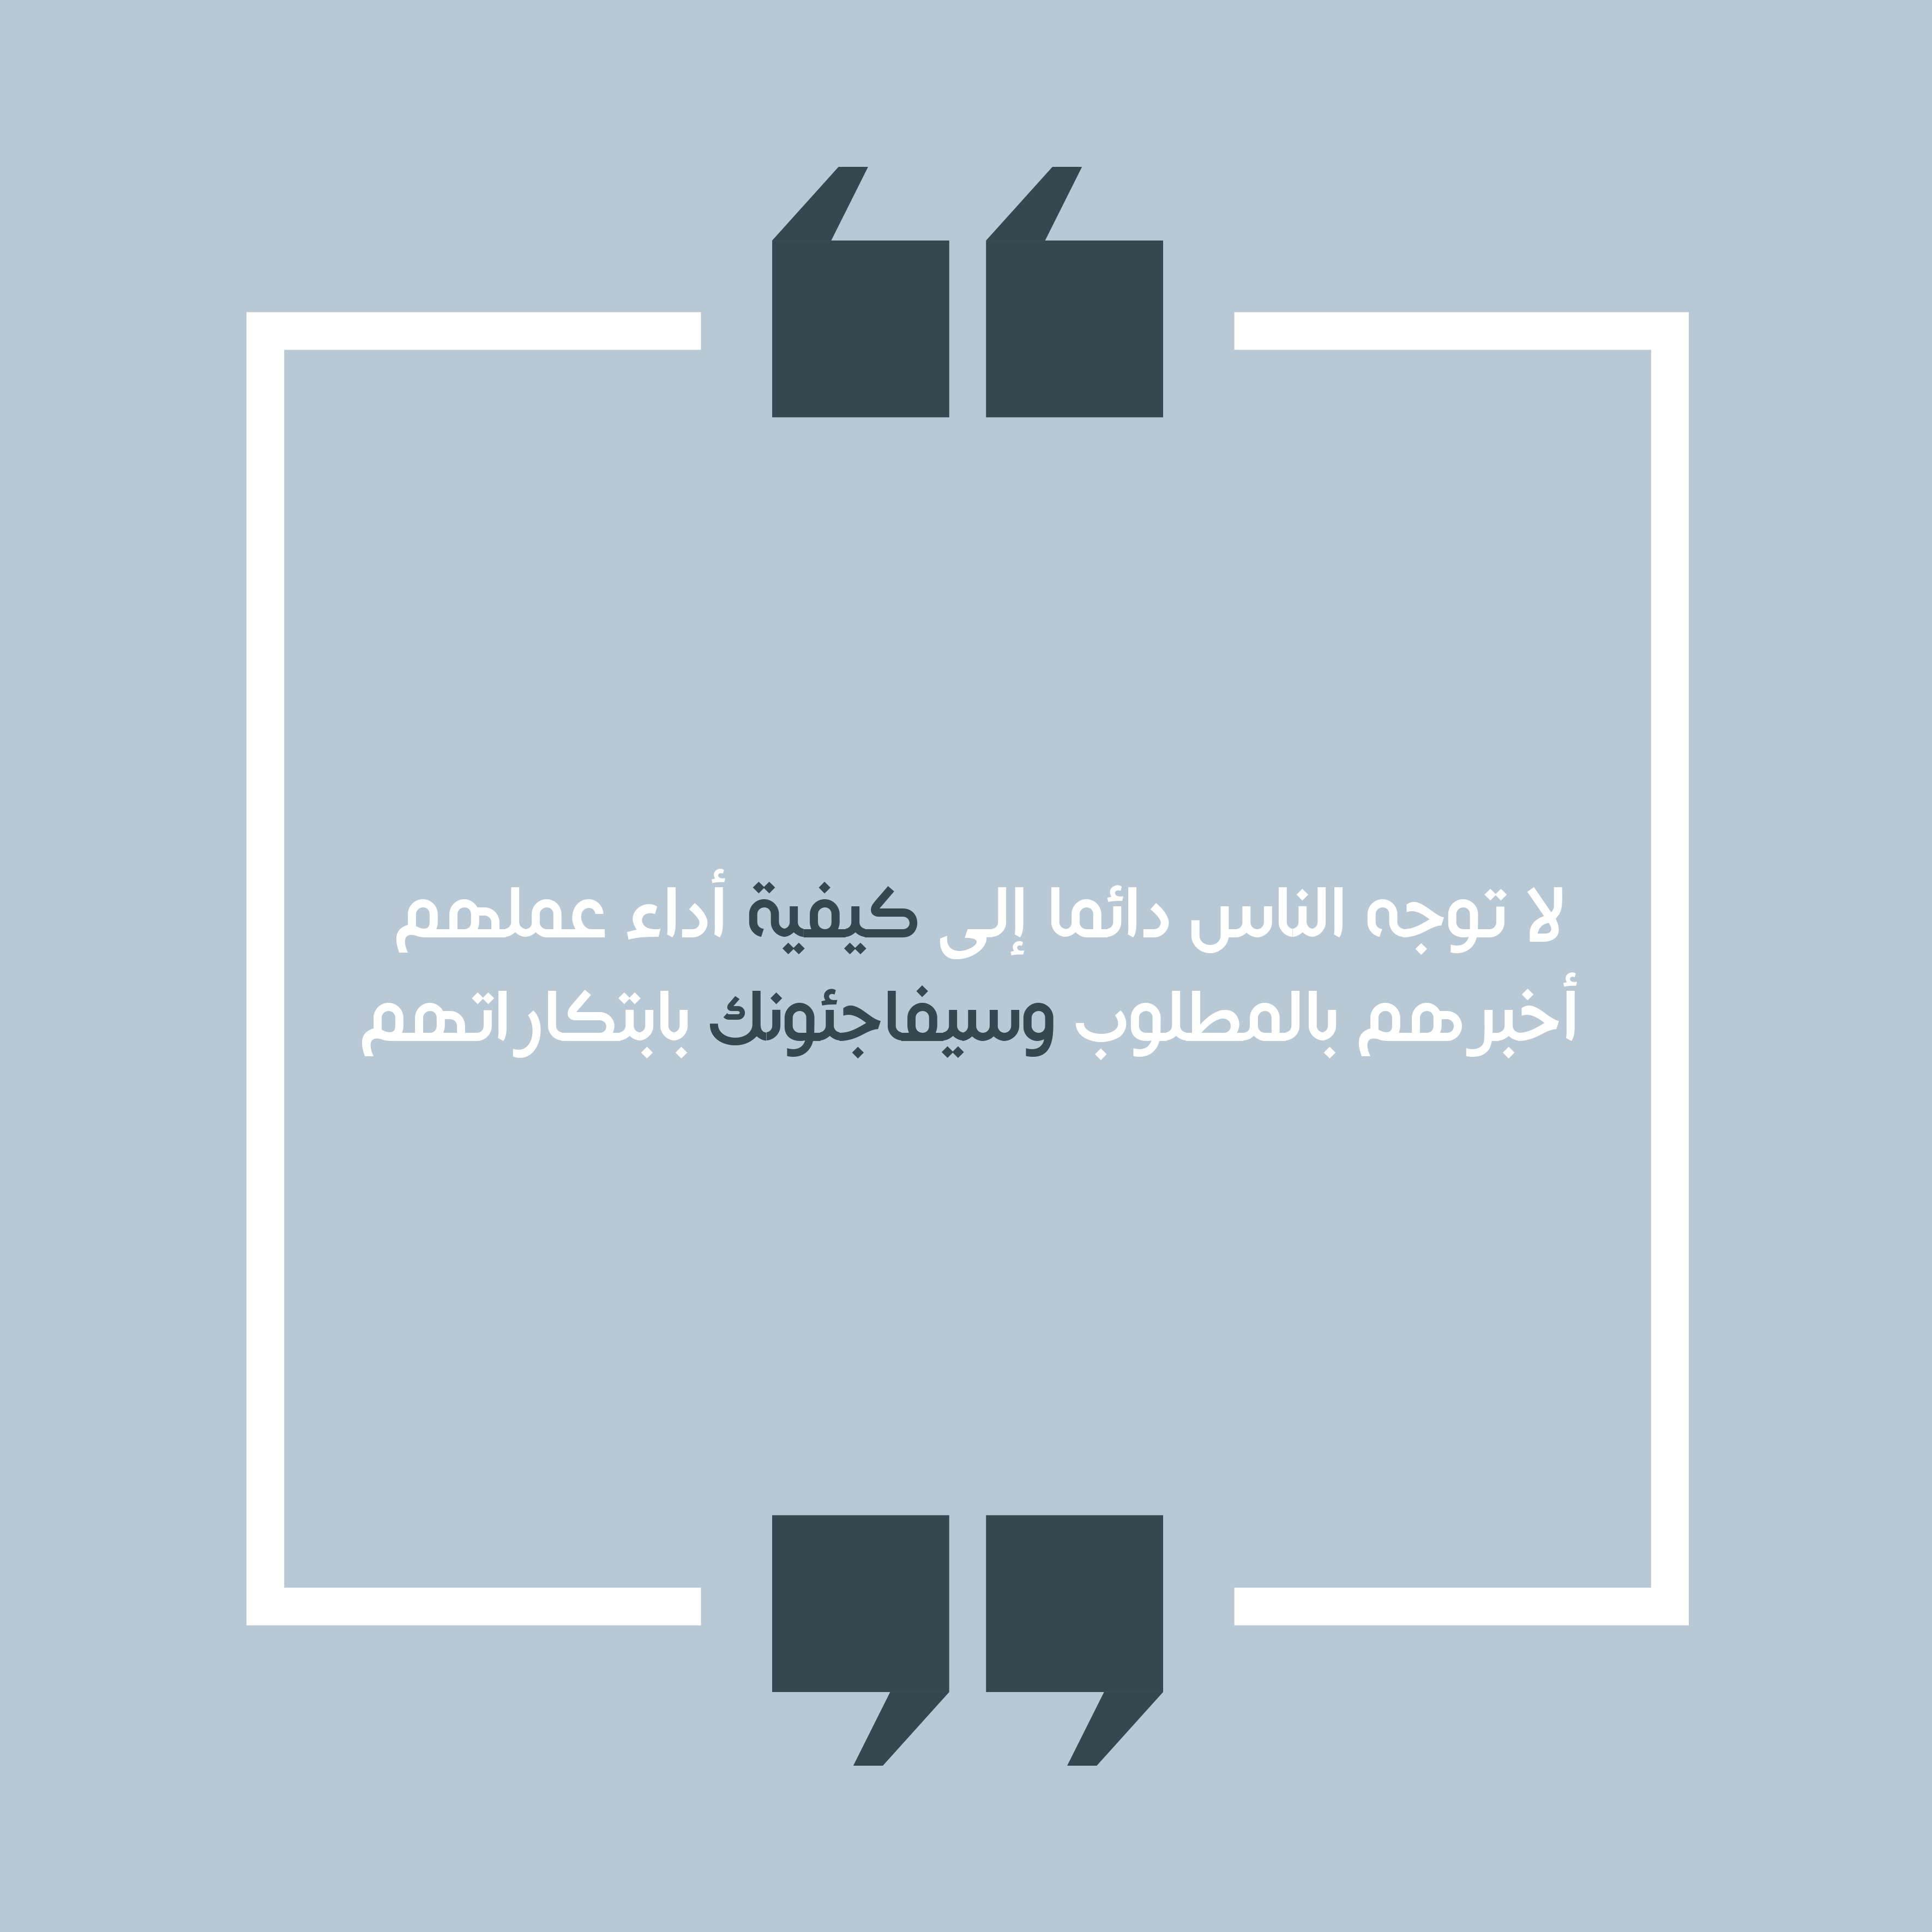 لا توجه الناس دائما إلى كيفية أداء عملهم
أخبرهم بالمطلوب وسيفاجئونك بابتكاراتهم